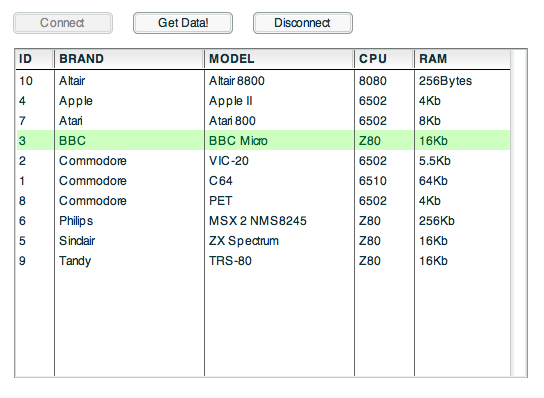 Connect Get Data! Disconnect
ID BRAND MODEL CPU RAM
10 Altair Altair 8800 8080 256Bytes
4 Apple Apple II 6502 4Kb
7 Atari Atari 800 6502 8Kb
3 BBC BBC Micro Z80 16Kb
2 Commodore VIC-20 6502 5.5Kb
1 Commodore C64 6510 64Kb
8 Commodore PET 6502 4Kb
6 Philips MSX 2 NMS8245 Z80 256Kb
5 Sinclair ZX Spectrum Z80 16Kb
9 Tandy TRS-80 Z80 16Kb